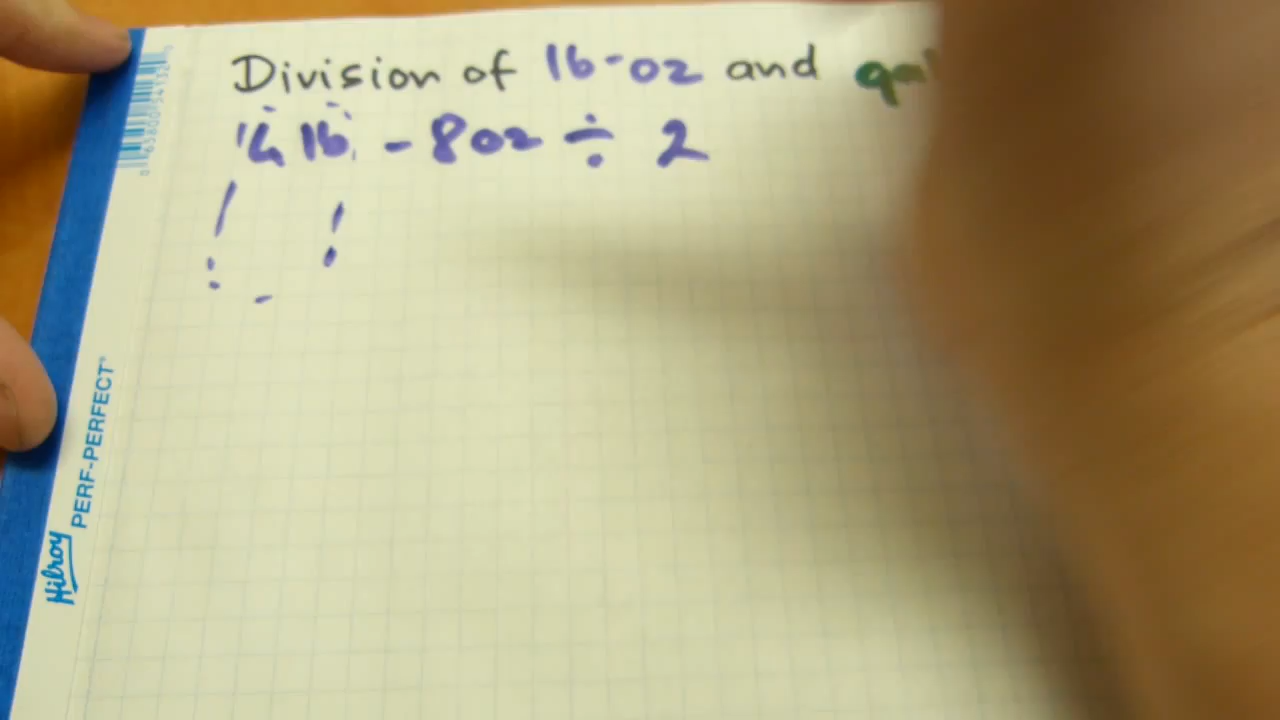 Division of lb-oz and
14 lb - 8 oz ÷ 2
Hilroy PERF-PERFECT®